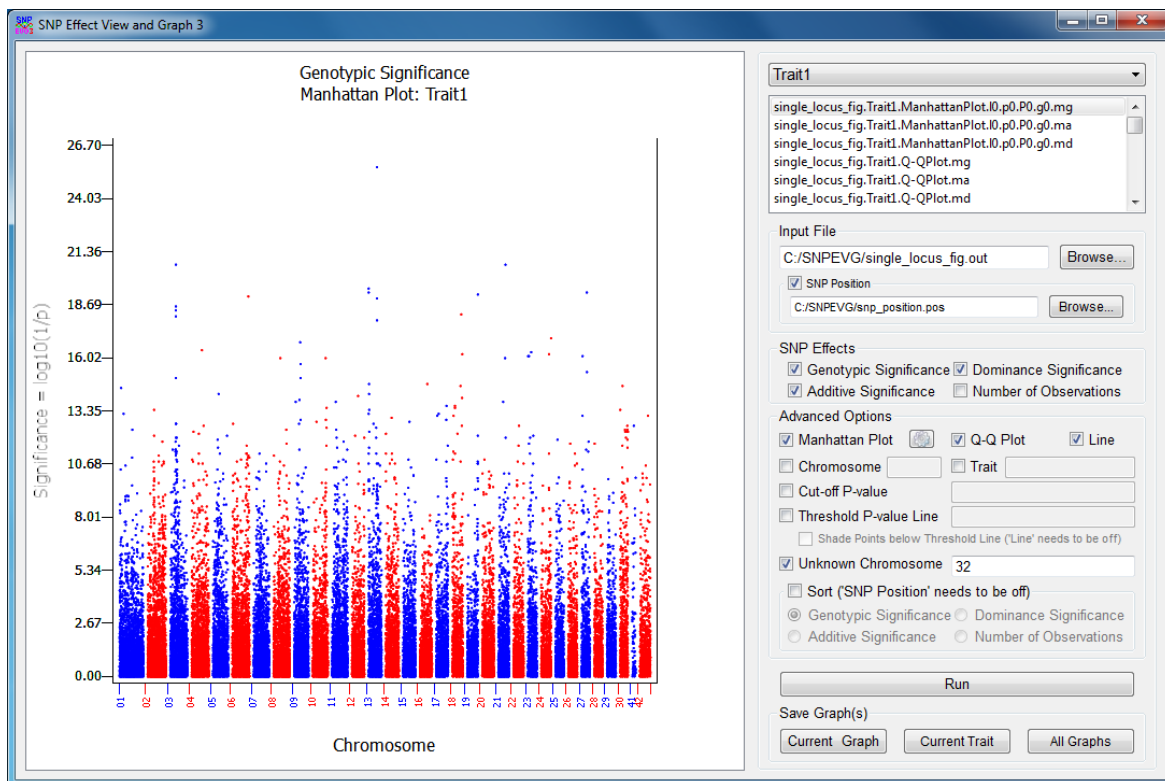 SNP EVG3 SNP Effect View and Graph 3
Genotypic Significance
Manhattan Plot: Trait1
Significance = log10(1/p)
26.70
24.03
21.36
18.69
16.02
13.35
10.68
8.01
5.34
2.67
0.00
01 02 03 04 05 06 07 08 09 10 11 12 13 14 15 16 17 18 19 20 21 22 23 24 25 26 27 28 29 30 41 42
Chromosome
Trait1
single_locus_fig.Trait1.ManhattanPlot.l0.p0.P0.g0.mg
single_locus_fig.Trait1.ManhattanPlot.l0.p0.P0.g0.ma
single_locus_fig.Trait1.ManhattanPlot.l0.p0.P0.g0.md
single_locus_fig.Trait1.Q-QPlot.mg
single_locus_fig.Trait1.Q-QPlot.ma
single_locus_fig.Trait1.Q-QPlot.md
Input File
C:/SNPEVG/single_locus_fig.out Browse...
SNP Position
C:/SNPEVG/snp_position.pos Browse...
SNP Effects
Genotypic Significance Dominance Significance
Additive Significance Number of Observations
Advanced Options
Manhattan Plot Q-Q Plot Line
Chromosome Trait
Cut-off P-value
Threshold P-value Line
Shade Points below Threshold Line ('Line' needs to be off)
Unknown Chromosome 32
Sort ('SNP Position' needs to be off)
Genotypic Significance Dominance Significance
Additive Significance Number of Observations
Run
Save Graph(s)
Current Graph Current Trait All Graphs